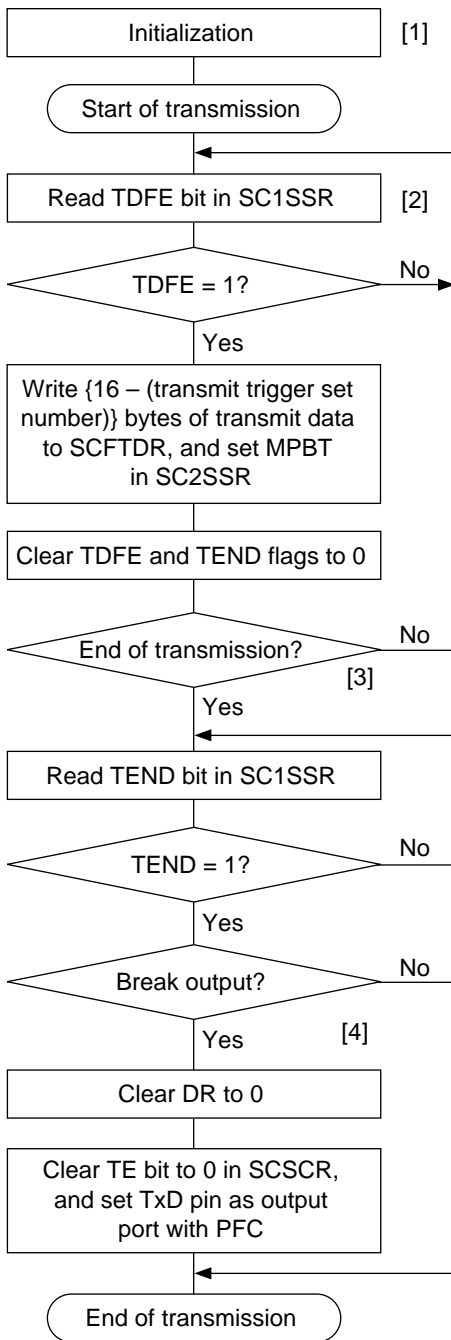 Initialization
[1]
Start of transmission
Read TDFE bit in SC1SSR
[2]
TDFE = 1?
No
Yes
Write {16 – (transmit trigger set
number)} bytes of transmit data
to SCFTDR, and set MPBT
in SC2SSR
Clear TDFE and TEND flags to 0
End of transmission?
No
[3]
Yes
Read TEND bit in SC1SSR
TEND = 1?
No
Yes
Break output?
No
[4]
Yes
Clear DR to 0
Clear TE bit to 0 in SCSCR,
and set TxD pin as output
port with PFC
End of transmission